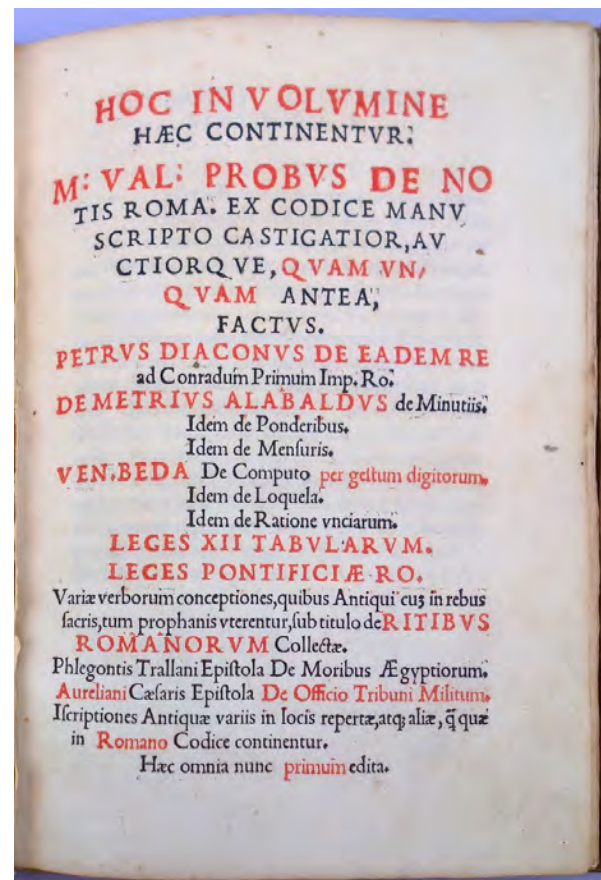 HOC IN VOLVMINE
HÆC CONTINENTVR:
M: VAL: PROBVS DE NO
TIS ROMA. EX CODICE MANV
SCRIPTO CASTIGATIOR, AV
CTIORQVE, QVAM VN/
QVAM ANTEA,
FACTVS.
PETRVS DIACONVS DE EADEM RE
ad Conradum Primum Imp. Ro.
DEMETRIVS ALABALDVS de Minutiis.
Idem de Ponderibus.
Idem de Menſuris.
VEN.BEDA De Computo per geſtum digitorum.
Idem de Loquela.
Idem de Ratione vnciarum.
LEGES XII TABVLARVM.
LEGES PONTIFICIÆ RO.
Variæ verborum conceptiones, quibus Antiqui cuꝫ in rebus
ſacris, tum prophanis vterentur, ſub titulo de RITIBVS
ROMANORVM Collectæ.
Phlegontis Trallani Epiſtola De Moribus Ægyptiorum.
Aureliani Cæſaris Epiſtola De Officio Tribuni Militum.
Iſcriptiones Antiquæ variis in locis repertæ, atq; aliæ, q̃ quæ
in Romano Codice continentur.
Hæc omnia nunc primum edita.